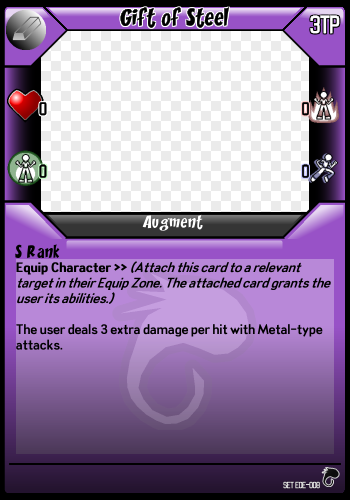 Gift of Steel
3TP
0
0
0
0
Augment
S Rank
Equip Character >> (Attach this card to a relevant
target in their Equip Zone. The attached card grants the
user its abilities.)
The user deals 3 extra damage per hit with Metal-type
attacks.
SET EDE-008